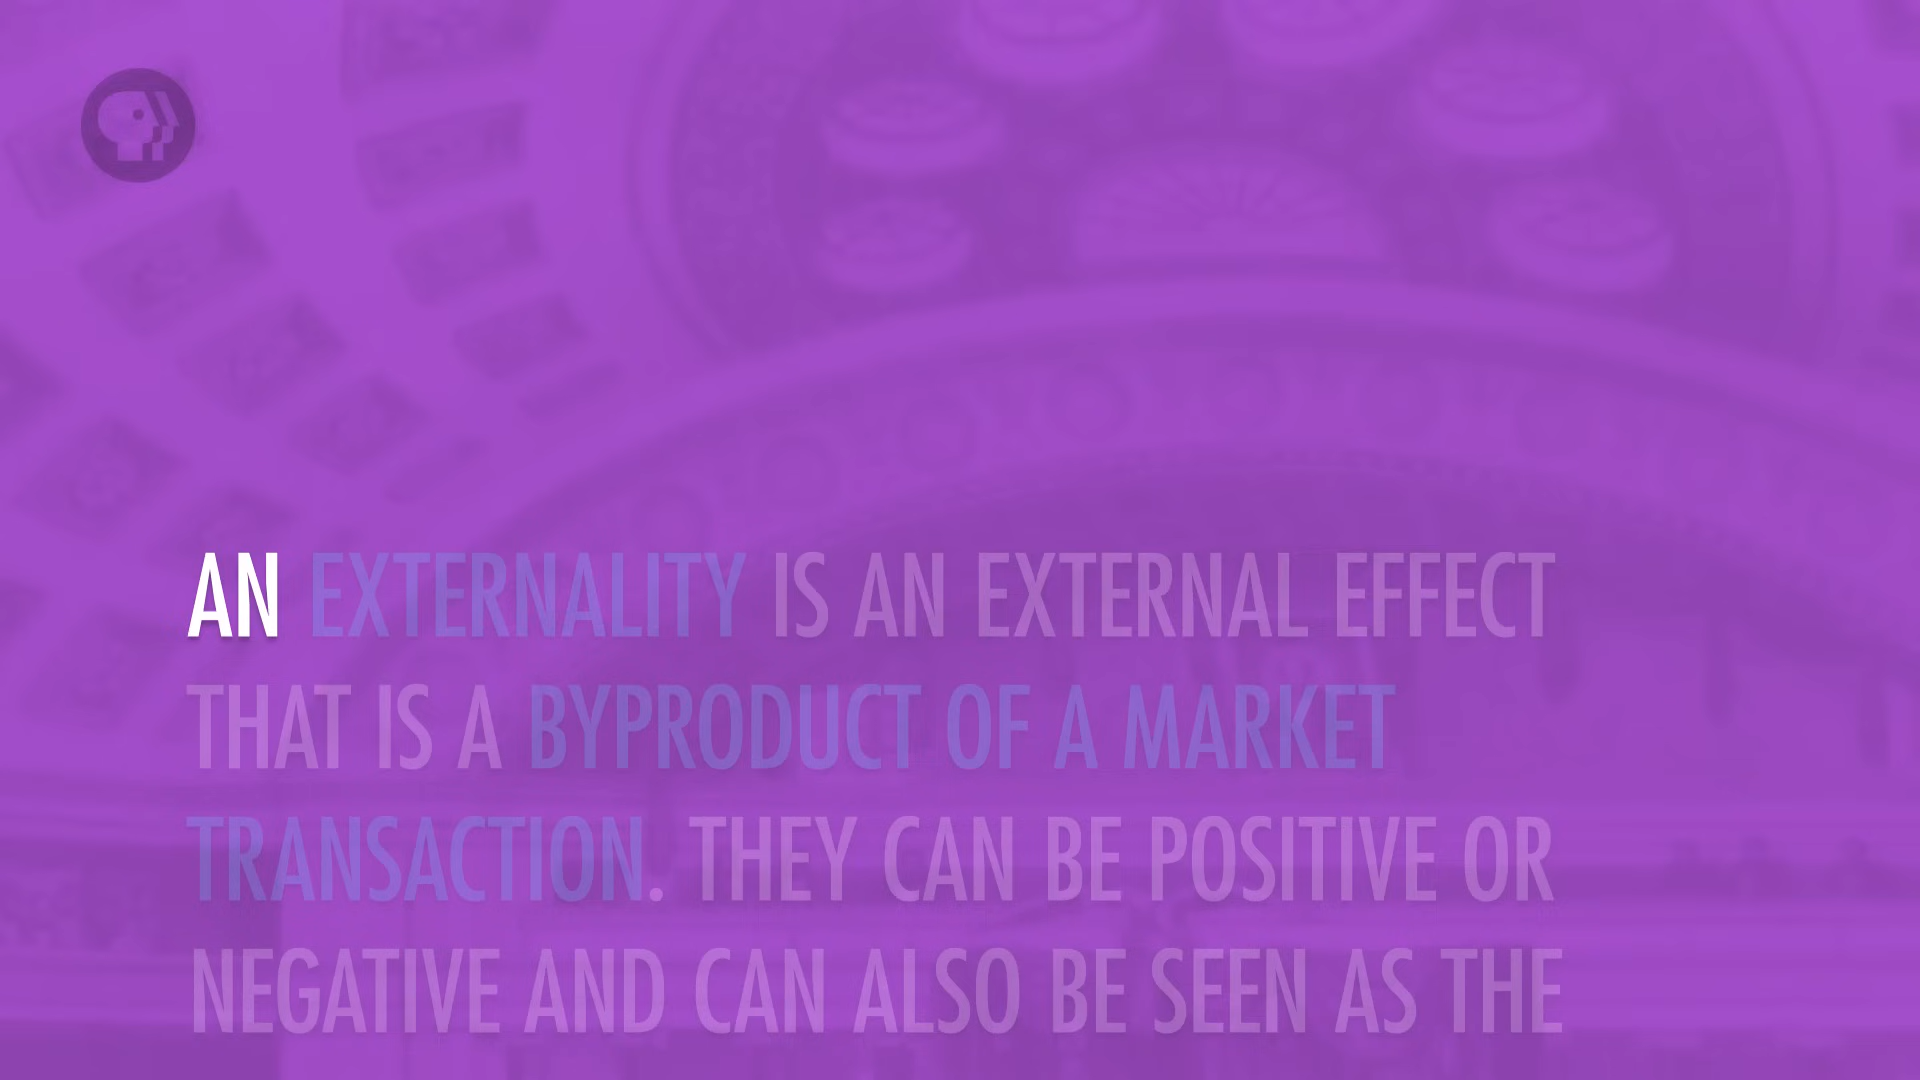 AN EXTERNALITY IS AN EXTERNAL EFFECT
THAT IS A BYPRODUCT OF A MARKET
TRANSACTION. THEY CAN BE POSITIVE OR
NEGATIVE AND CAN ALSO BE SEEN AS THE